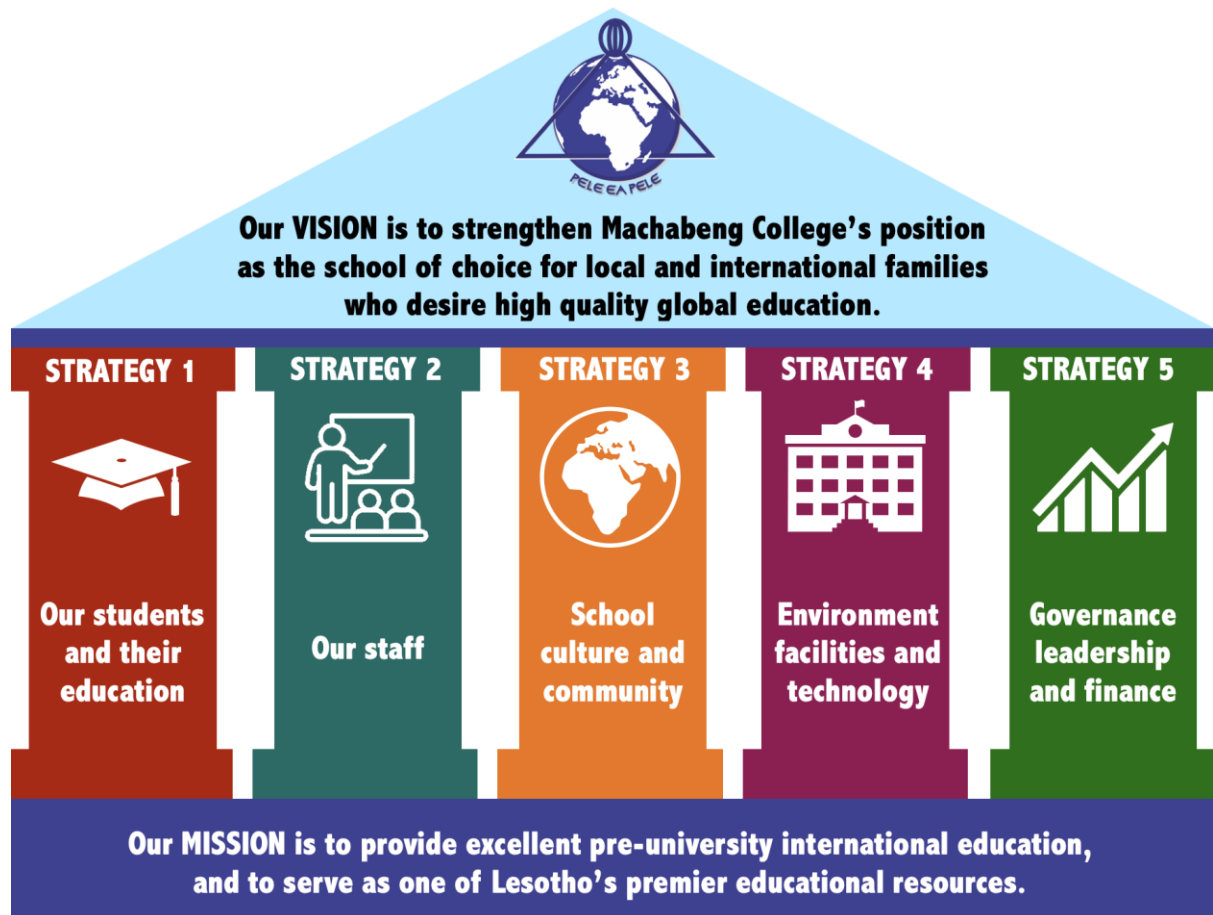 PELE EA PELE
Our VISION is to strengthen Machabeng College’s position
as the school of choice for local and international families
who desire high quality global education.
STRATEGY 1
Our students
and their
education
STRATEGY 2
Our staff
STRATEGY 3
School
culture and
community
STRATEGY 4
Environment
facilities and
technology
STRATEGY 5
Governance
leadership
and finance
Our MISSION is to provide excellent pre-university international education,
and to serve as one of Lesotho’s premier educational resources.